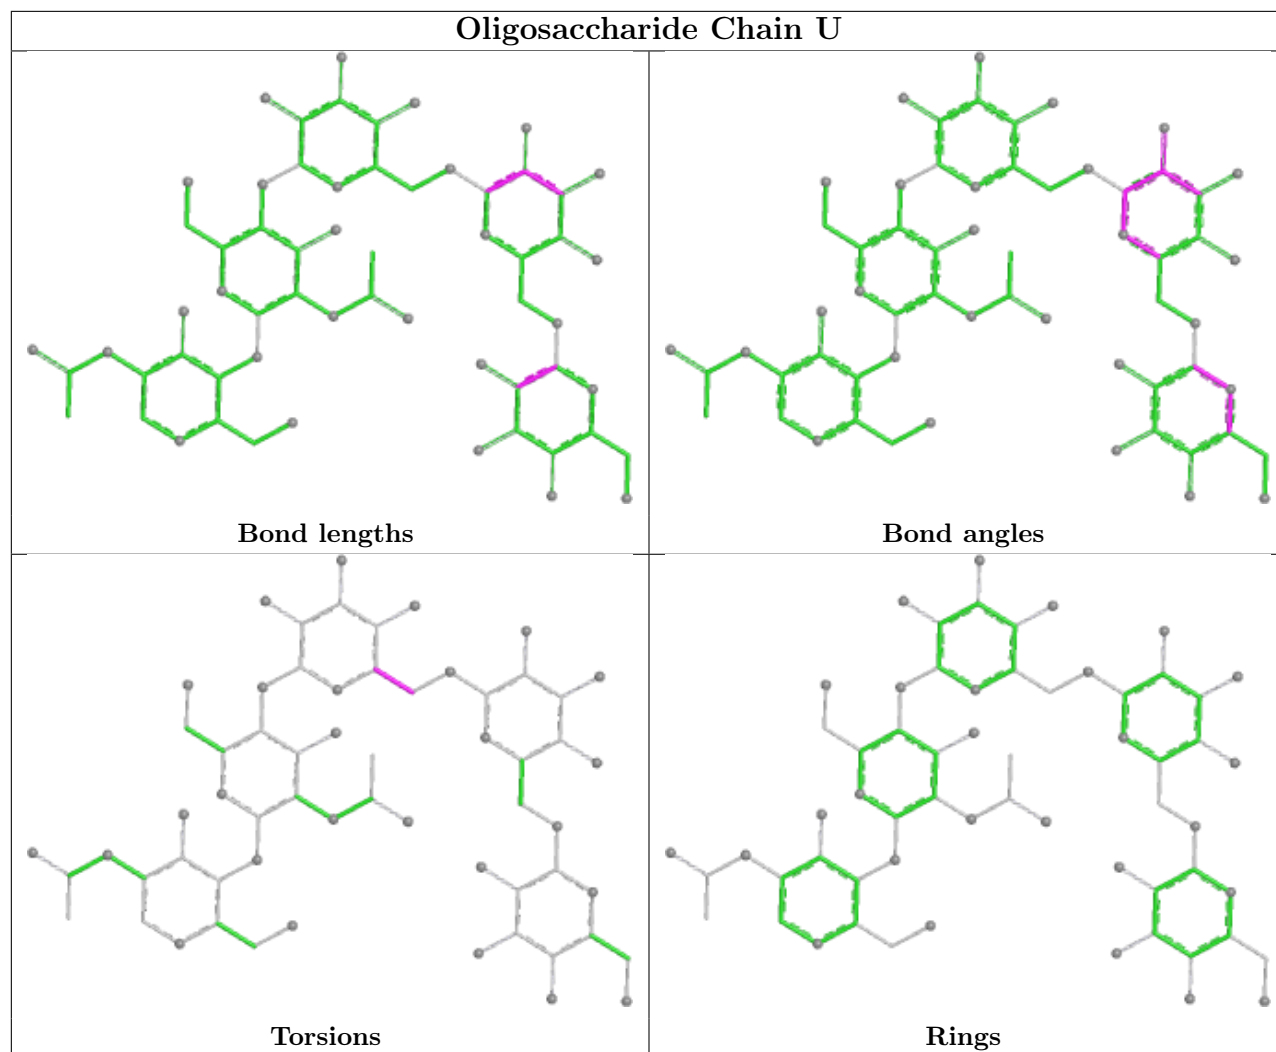 Oligosaccharide Chain U
Bond lengths
Bond angles
Torsions
Rings